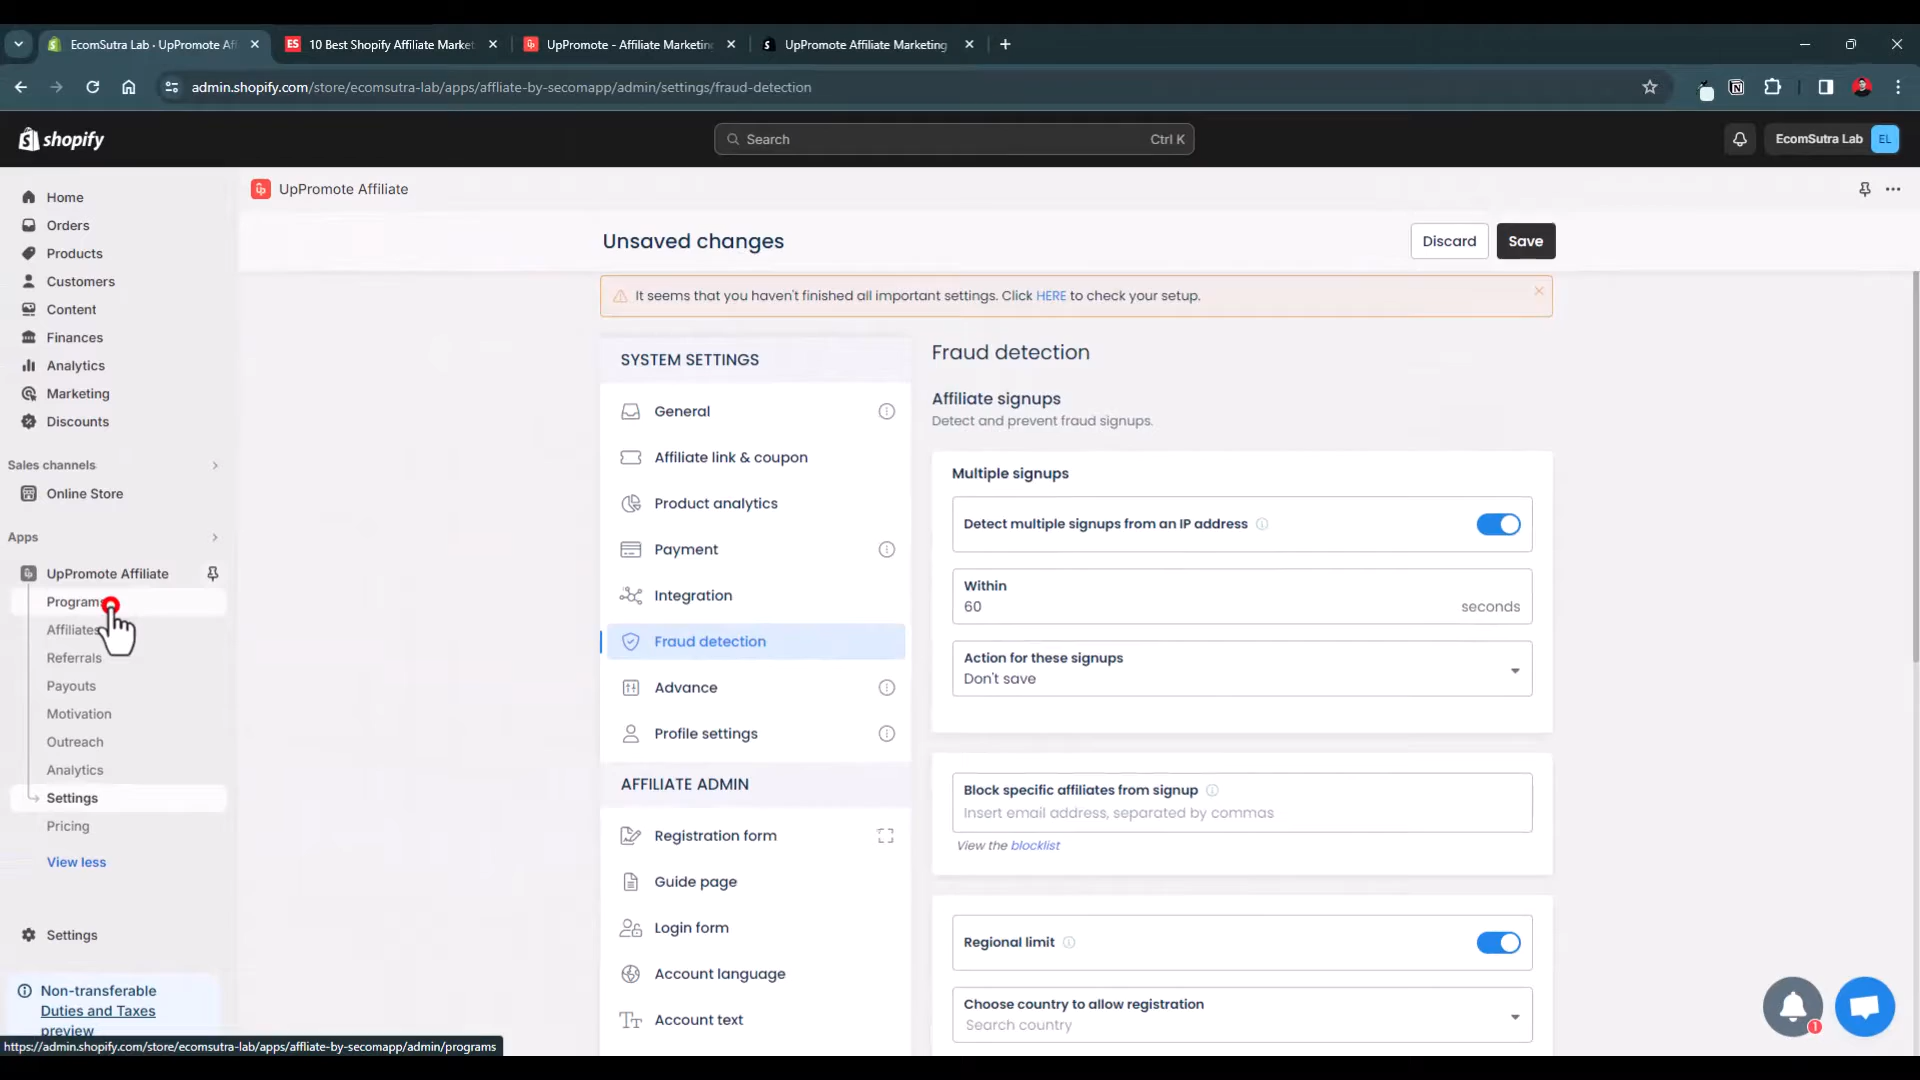 EcomSutra Lab · UpPromote Aff
10 Best Shopify Affiliate Market
UpPromote - Affiliate Marketin
UpPromote Affiliate Marketing
admin.shopify.com/store/ecomsutra-lab/apps/affliate-by-secomapp/admin/settings/fraud-detection
shopify
Search
Ctrl K
EcomSutra Lab
EL
Home
Orders
Products
Customers
Content
Finances
Analytics
Marketing
Discounts
Sales channels
Online Store
Apps
UpPromote Affiliate
Programs
Affiliates
Referrals
Payouts
Motivation
Outreach
Analytics
Settings
Pricing
View less
Settings
Non-transferable
Duties and Taxes
preview
https://admin.shopify.com/store/ecomsutra-lab/apps/affliate-by-secomapp/admin/programs
UpPromote Affiliate
Unsaved changes
Discard
Save
It seems that you haven't finished all important settings. Click HERE to check your setup.
SYSTEM SETTINGS
General
Affiliate link & coupon
Product analytics
Payment
Integration
Fraud detection
Advance
Profile settings
AFFILIATE ADMIN
Registration form
Guide page
Login form
Account language
Account text
Fraud detection
Affiliate signups
Detect and prevent fraud signups.
Multiple signups
Detect multiple signups from an IP address
Within
60
seconds
Action for these signups
Don't save
Block specific affiliates from signup
Insert email address, separated by commas
View the blocklist
Regional limit
Choose country to allow registration
Search country
1